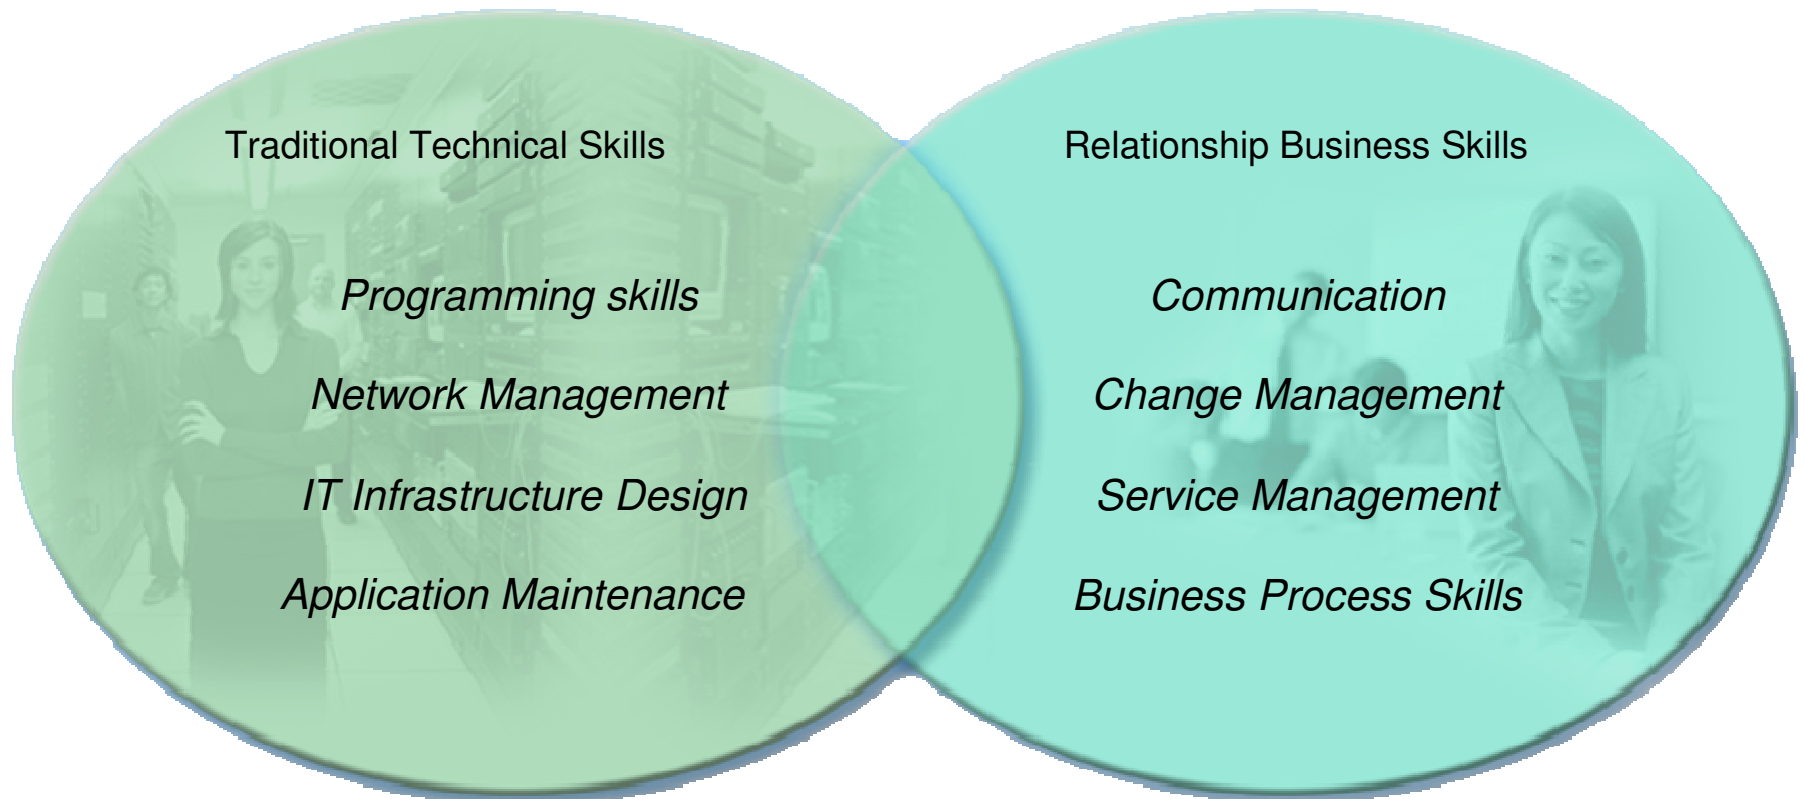 Traditional Technical Skills
Programming skills
Network Management
IT Infrastructure Design
Application Maintenance
Relationship Business Skills
Communication
Change Management
Service Management
Business Process Skills